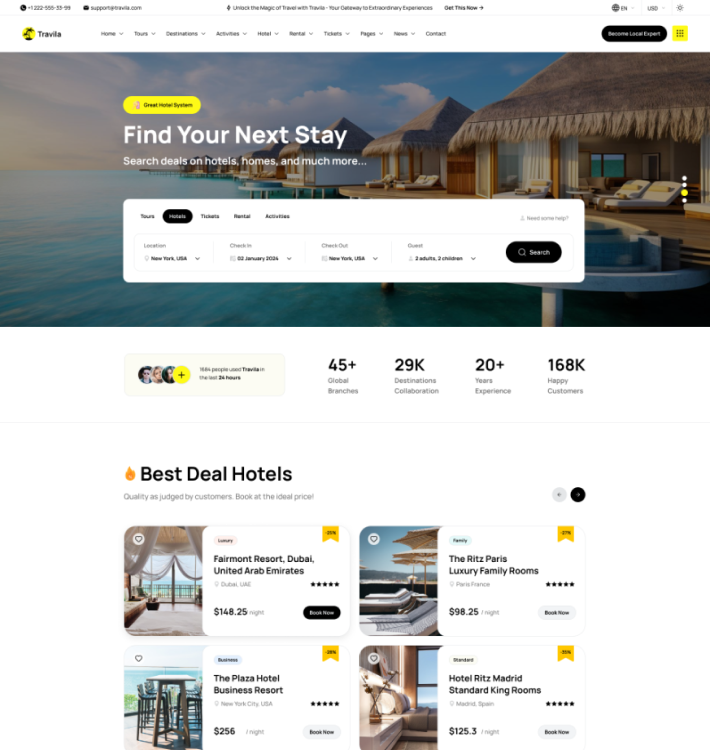 +1 222-555-33-99 support@travila.com Unlock the Magic of Travel with Travila - Your Gateway to Extraordinary Experiences Get This Now → EN USD
Travila Home Tours Destinations Activities Hotel Rental Tickets Pages News Contact Become Local Expert
Great Hotel System
Find Your Next Stay
Search deals on hotels, homes, and much more...
Tours Hotels Tickets Rental Activities Need some help?
Location Check In Check Out Guest
New York, USA 02 January 2024 New York, USA 2 adults, 2 children Search
1684 people used Travila in
the last 24 hours
45+ 29K 20+ 168K
Global Destinations Years Happy
Branches Collaboration Experience Customers
Best Deal Hotels
Quality as judged by customers. Book at the ideal price!
Luxury -25%
Fairmont Resort, Dubai,
United Arab Emirates
Dubai, UAE
$148.25 / night Book Now
Family -27%
The Ritz Paris
Luxury Family Rooms
Paris France
$98.25 / night Book Now
Business
The Plaza Hotel
Business Resort
New York City, USA
$256 / night Book Now
Standard
Hotel Ritz Madrid
Standard King Rooms
Madrid, Spain
$125.3 / night Book Now